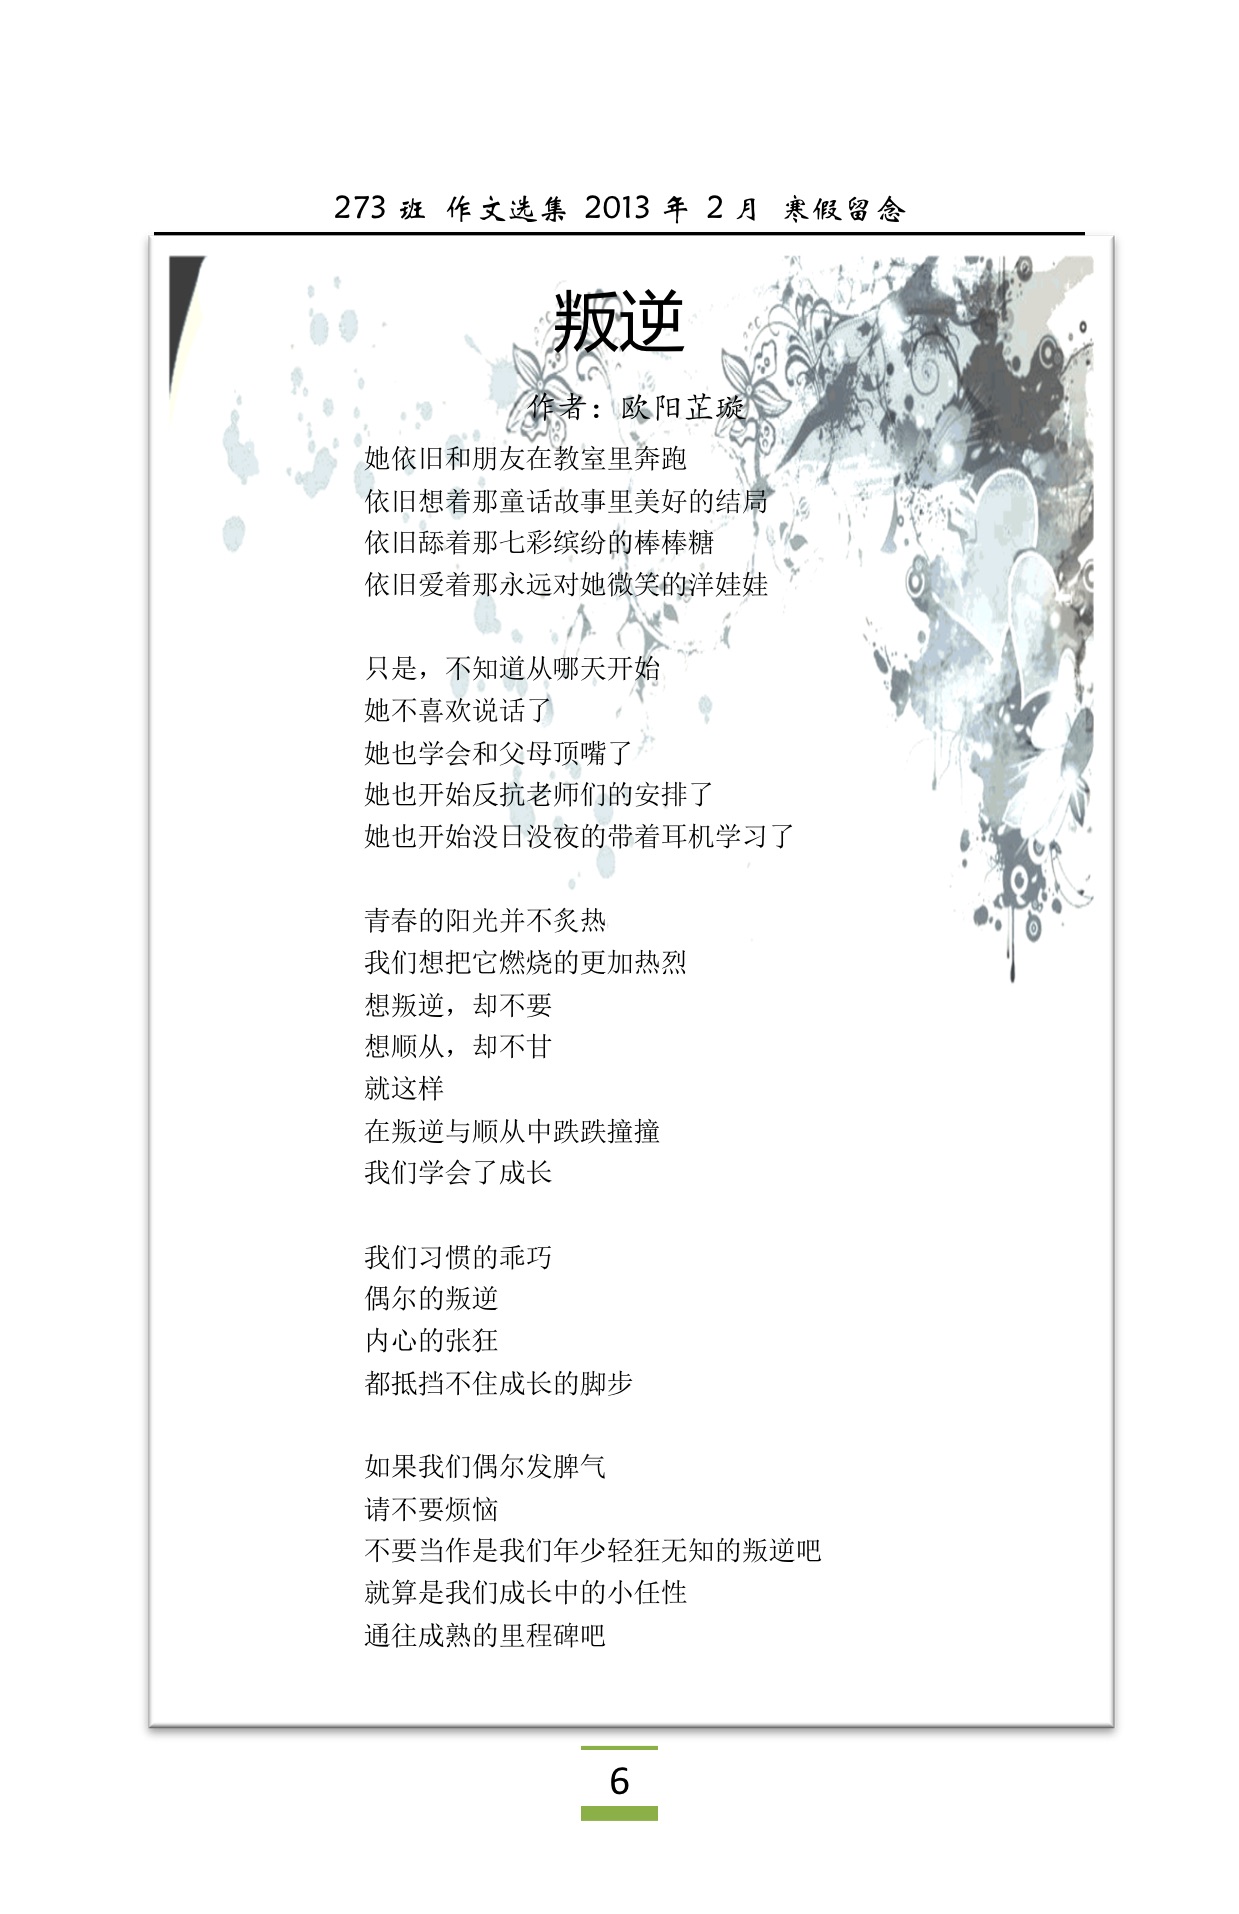 273 班 作文选集 2013 年 2 月 寒假留念
叛逆
作者：欧阳芷璇
她依旧和朋友在教室里奔跑
依旧想着那童话故事里美好的结局
依旧舔着那七彩缤纷的棒棒糖
依旧爱着那永远对她微笑的洋娃娃
只是，不知道从哪天开始
她不喜欢说话了
她也学会和父母顶嘴了
她也开始反抗老师们的安排了
她也开始没日没夜的带着耳机学习了
青春的阳光并不炙热
我们想把它燃烧的更加热烈
想叛逆，却不要
想顺从，却不甘
就这样
在叛逆与顺从中跌跌撞撞
我们学会了成长
我们习惯的乖巧
偶尔的叛逆
内心的张狂
都抵挡不住成长的脚步
如果我们偶尔发脾气
请不要烦恼
不要当作是我们年少轻狂无知的叛逆吧
就算是我们成长中的小任性
通往成熟的里程碑吧
6